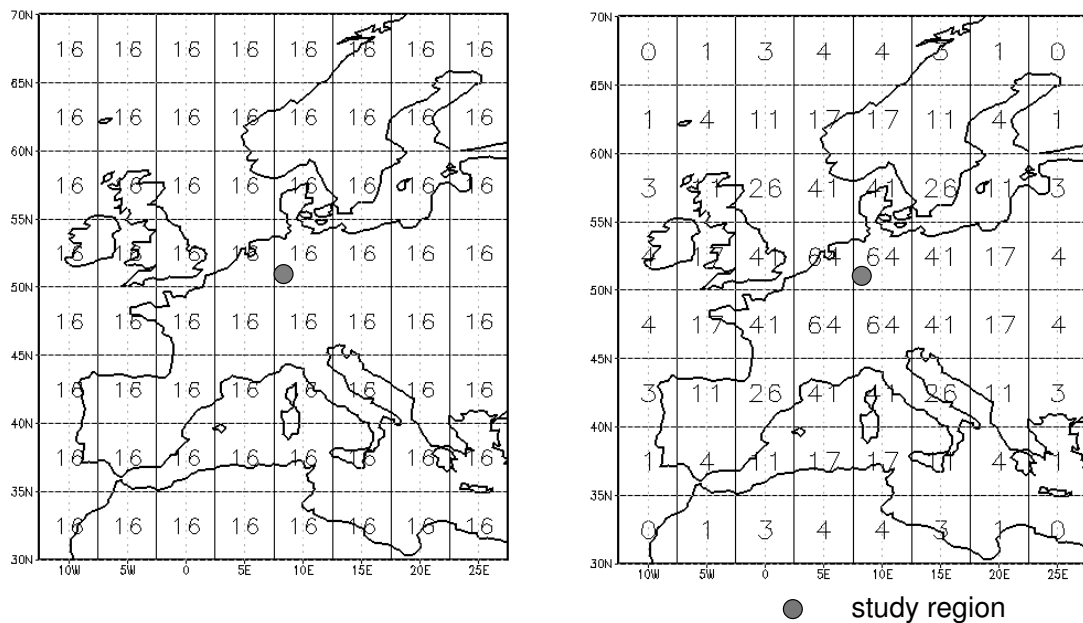 70N
16 16 16 16 16 16 16 16
65N
16 16 16 16 16 16 16 16
60N
16 16 16 16 16 16 16 16
55N
16 16 16 16 16 16 16 16
50N
16 16 16 16 16 16 16 16
45N
16 16 16 16 16 16 16 16
40N
16 16 16 16 16 16 16 16
35N
16 16 16 16 16 16 16 16
30N
10W 5W 0 5E 10E 15E 20E 25E
70N
0 1 3 4 4 3 1 0
65N
1 4 11 17 17 11 4 1
60N
3 11 26 41 41 26 11 3
55N
4 17 41 64 64 41 17 4
50N
4 17 41 64 64 41 17 4
45N
3 11 26 41 41 26 11 3
40N
1 4 11 17 17 11 4 1
35N
0 1 3 4 4 3 1 0
30N
10W 5W 0 5E 10E 15E 20E 25E
study region